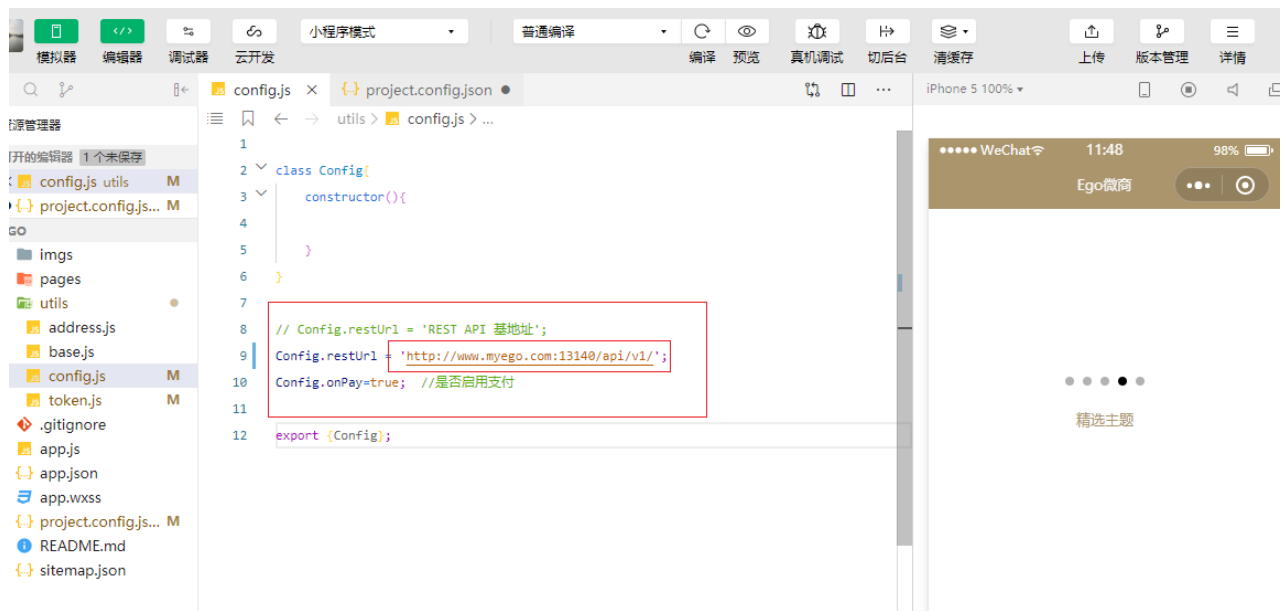 小程序模式 普通编译
模拟器 编辑器 调试器 云开发 编译 预览 真机调试 切后台 清缓存 上传 版本管理 详情
config.js × project.config.json
iPhone 5 100%
utils > config.js > ...
资源管理器
打开的编辑器 1 个未保存
config.js utils M
project.config.js... M
GO
imgs
pages
utils
address.js
base.js
config.js M
token.js M
.gitignore
app.js
app.json
app.wxss
project.config.js... M
README.md
sitemap.json
1
2 class Config{
3 constructor(){
4
5 }
6 }
7
8 // Config.restUrl = 'REST API 基地址';
9 Config.restUrl = 'http://www.myego.com:13140/api/v1/';
10 Config.onPay=true; //是否启用支付
11
12 export {Config};
WeChat 11:48 98%
Ego微商
精选主题